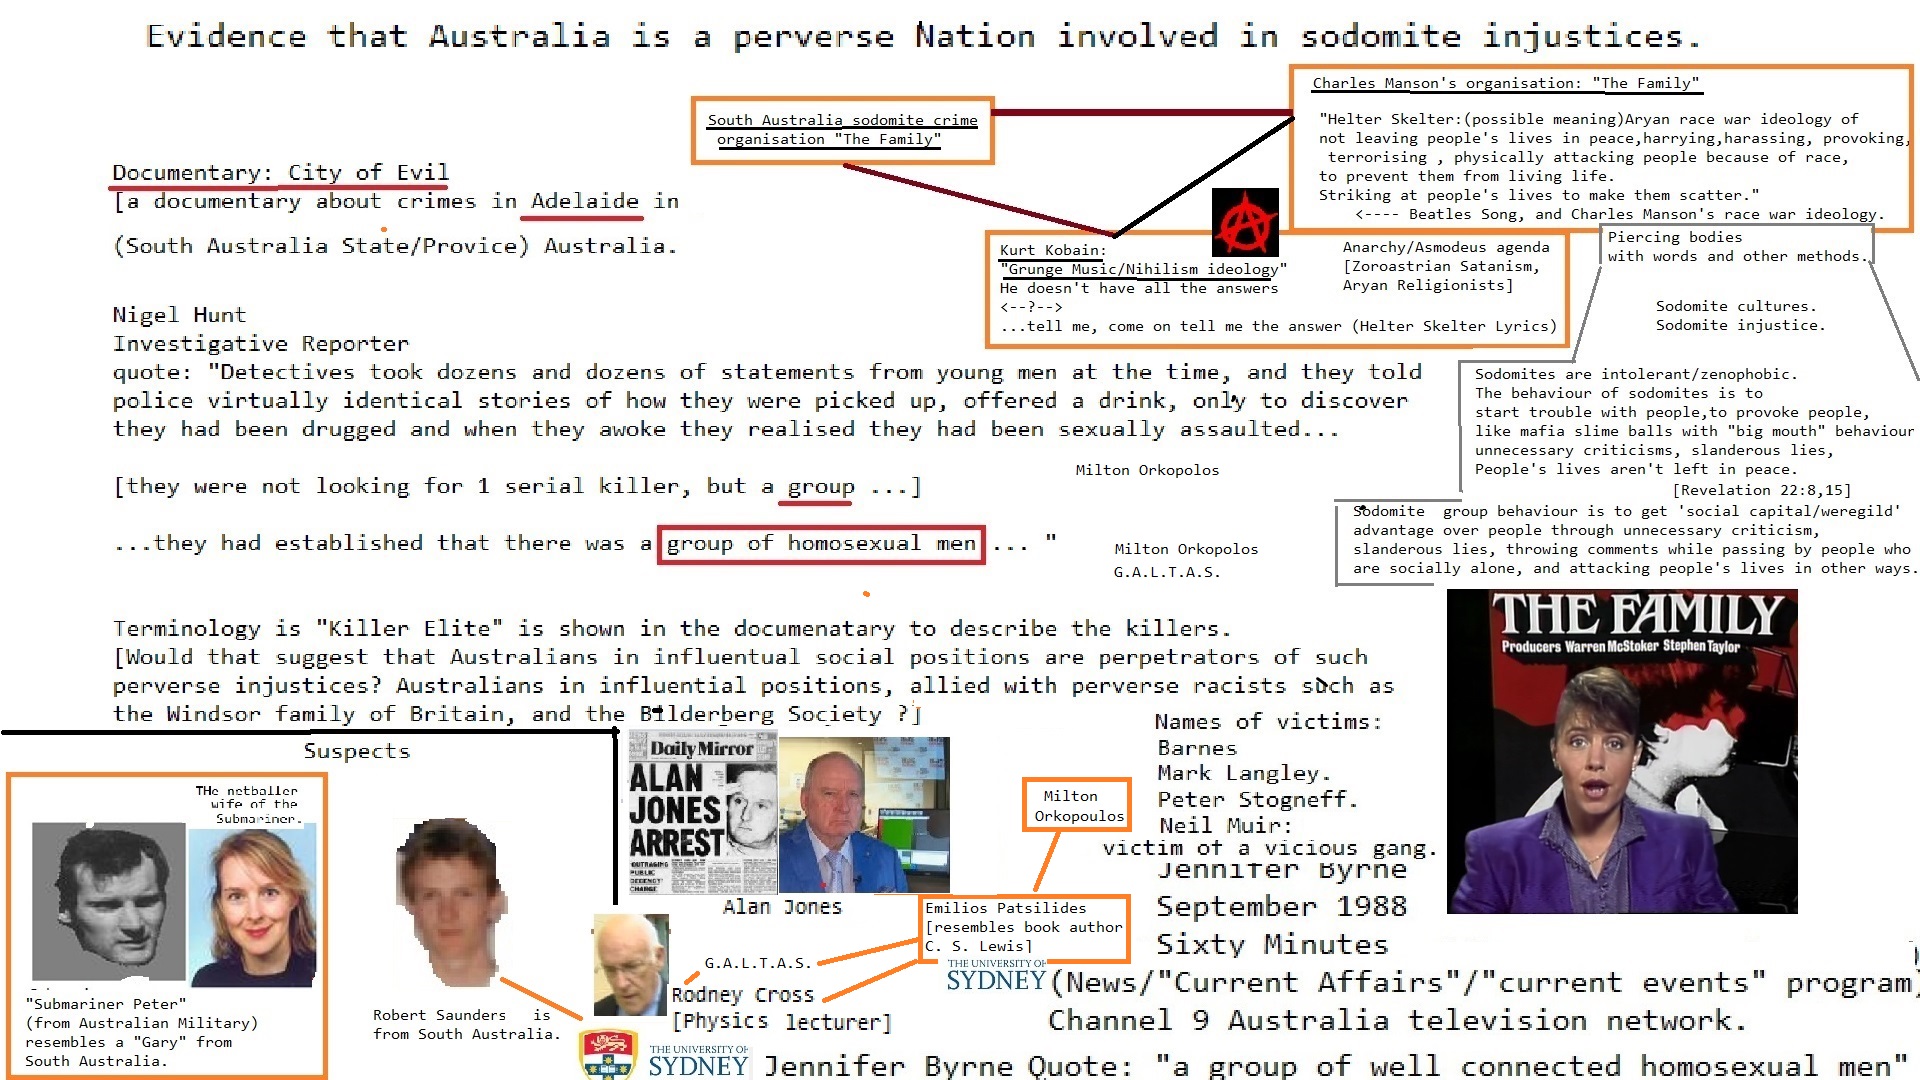 Evidence that Australia is a perverse Nation involved in sodomite injustices.
Charles Manson's organisation: "The Family"
"Helter Skelter:(possible meaning)Aryan race war ideology of
not leaving people's lives in peace,harrying,harassing, provoking,
terrorising , physically attacking people because of race,
to prevent them from living life.
Striking at people's lives to make them scatter."
<---- Beatles Song, and Charles Manson's race war ideology.
South Australia sodomite crime
organisation "The Family"
Documentary: City of Evil
[a documentary about crimes in Adelaide in
(South Australia State/Provice) Australia.
Kurt Kobain:
"Grunge Music/Nihilism ideology"
He doesn't have all the answers
<--?-->
...tell me, come on tell me the answer (Helter Skelter Lyrics)
Anarchy/Asmodeus agenda
[Zoroastrian Satanism,
Aryan Religionists]
Piercing bodies
with words and other methods.
Sodomite cultures.
Sodomite injustice.
Nigel Hunt
Investigative Reporter
quote: "Detectives took dozens and dozens of statements from young men at the time, and they told
police virtually identical stories of how they were picked up, offered a drink, only to discover
they had been drugged and when they awoke they realised they had been sexually assaulted...
[they were not looking for 1 serial killer, but a group ...]
...they had established that there was a group of homosexual men ... "
Milton Orkopolos
Milton Orkopolos
G.A.L.T.A.S.
Sodomites are intolerant/zenophobic.
The behaviour of sodomites is to
start trouble with people,to provoke people,
like mafia slime balls with "big mouth" behaviour
unnecessary criticisms, slanderous lies,
People's lives aren't left in peace.
[Revelation 22:8,15]
Sodomite group behaviour is to get 'social capital/weregild'
advantage over people through unnecessary criticism,
slanderous lies, throwing comments while passing by people who
are socially alone, and attacking people's lives in other ways.
Terminology is "Killer Elite" is shown in the documenatary to describe the killers.
[Would that suggest that Australians in influentual social positions are perpetrators of such
perverse injustices? Australians in influential positions, allied with perverse racists such as
the Windsor family of Britain, and the Bilderberg Society ?]
THE FAMILY
Producers Warren McStoker Stephen Taylor
Suspects
THe netballer
wife of the
Submariner.
"Submariner Peter"
(from Australian Military)
resembles a "Gary" from
South Australia.
Robert Saunders is
from South Australia.
Daily Mirror
ALAN
JONES
ARREST
OUTRAGING
PUBLIC
DECENCY
CHARGE
Alan Jones
G.A.L.T.A.S.
Rodney Cross
[Physics lecturer]
THE UNIVERSITY OF
SYDNEY
Milton
Orkopoulos
Emilios Patsilides
[resembles book author
C. S. Lewis]
THE UNIVERSITY OF
SYDNEY
Names of victims:
Barnes
Mark Langley.
Peter Stogneff.
Neil Muir:
victim of a vicious gang.
Jennifer Byrne
September 1988
Sixty Minutes
(News/"Current Affairs"/"current events" program)
Channel 9 Australia television network.
Jennifer Byrne Quote: "a group of well connected homosexual men"